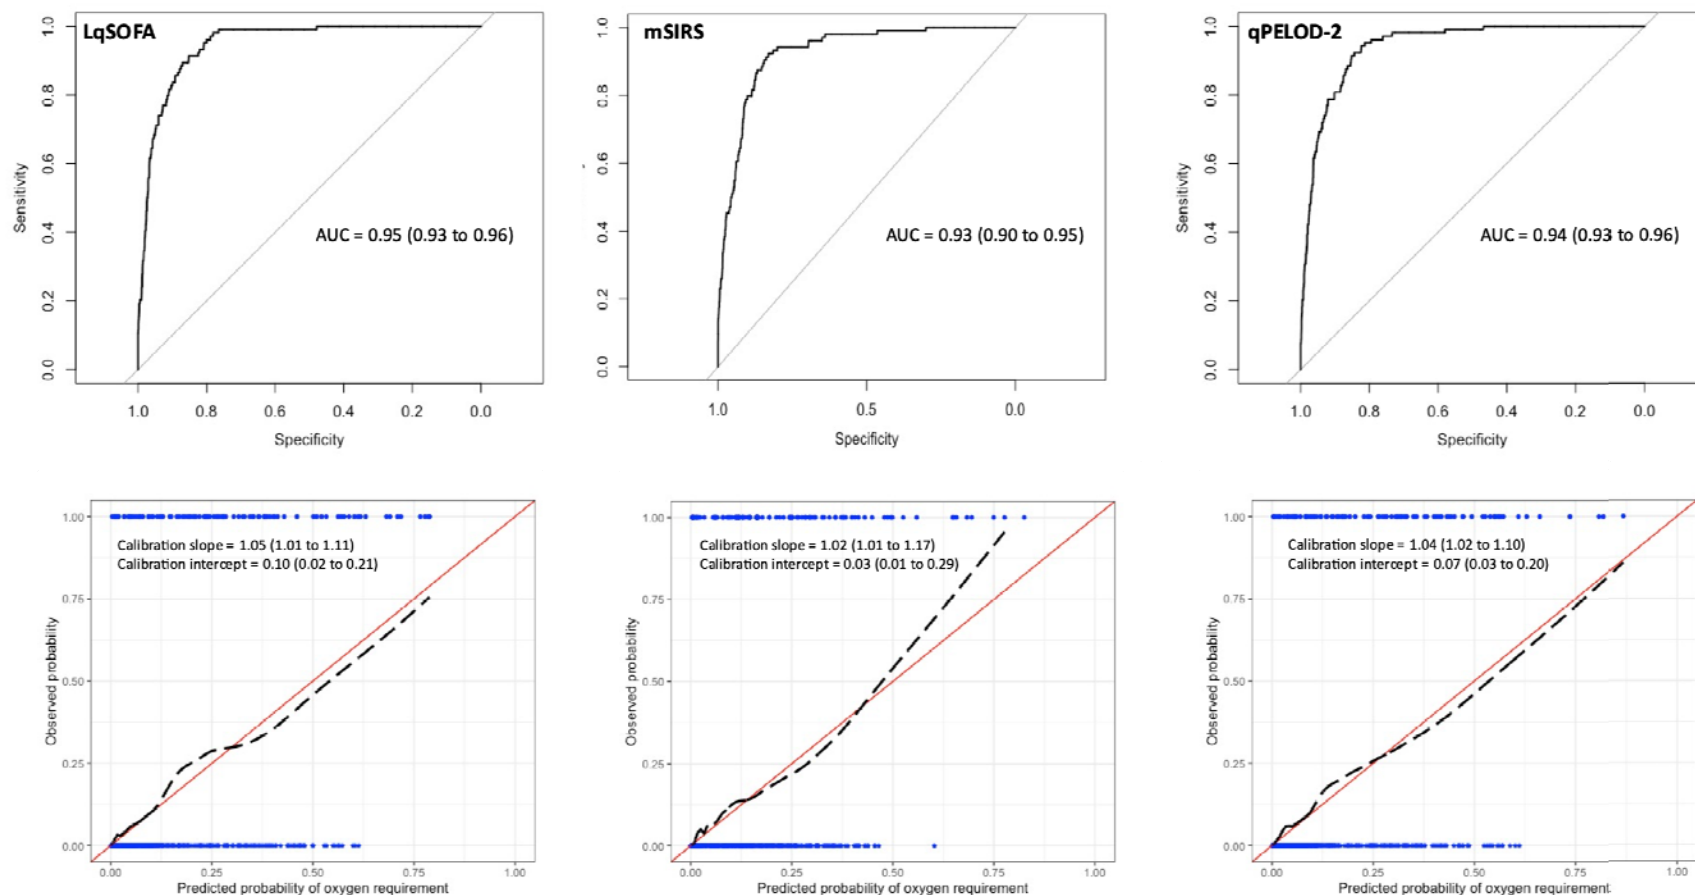 LqSOFA
1.0
0.8
0.6
0.4
0.2
0.0
Sensitivity
AUC = 0.95 (0.93 to 0.96)
1.0 0.8 0.6 0.4 0.2 0.0
Specificity
mSIRS
1.0
0.8
0.6
0.4
0.2
0.0
AUC = 0.93 (0.90 to 0.95)
1.0 0.5 0.0
Specificity
qPELOD-2
1.0
0.8
0.6
0.4
0.2
0.0
Sensitivity
AUC = 0.94 (0.93 to 0.96)
1.0 0.8 0.6 0.4 0.2 0.0
Specificity
Calibration slope = 1.05 (1.01 to 1.11)
Calibration intercept = 0.10 (0.02 to 0.21)
1.00
0.75
0.50
0.25
0.00
Observed probability
0.00 0.25 0.50 0.75 1.00
Predicted probability of oxygen requirement
Calibration slope = 1.02 (1.01 to 1.17)
Calibration intercept = 0.03 (0.01 to 0.29)
1.00
0.75
0.50
0.25
0.00
Observed probability
0.00 0.25 0.50 0.75 1.00
Predicted probability of oxygen requirement
Calibration slope = 1.04 (1.02 to 1.10)
Calibration intercept = 0.07 (0.03 to 0.20)
1.00
0.75
0.50
0.25
0.00
Observed probability
0.00 0.25 0.50 0.75 1.00
Predicted probability of oxygen requirement